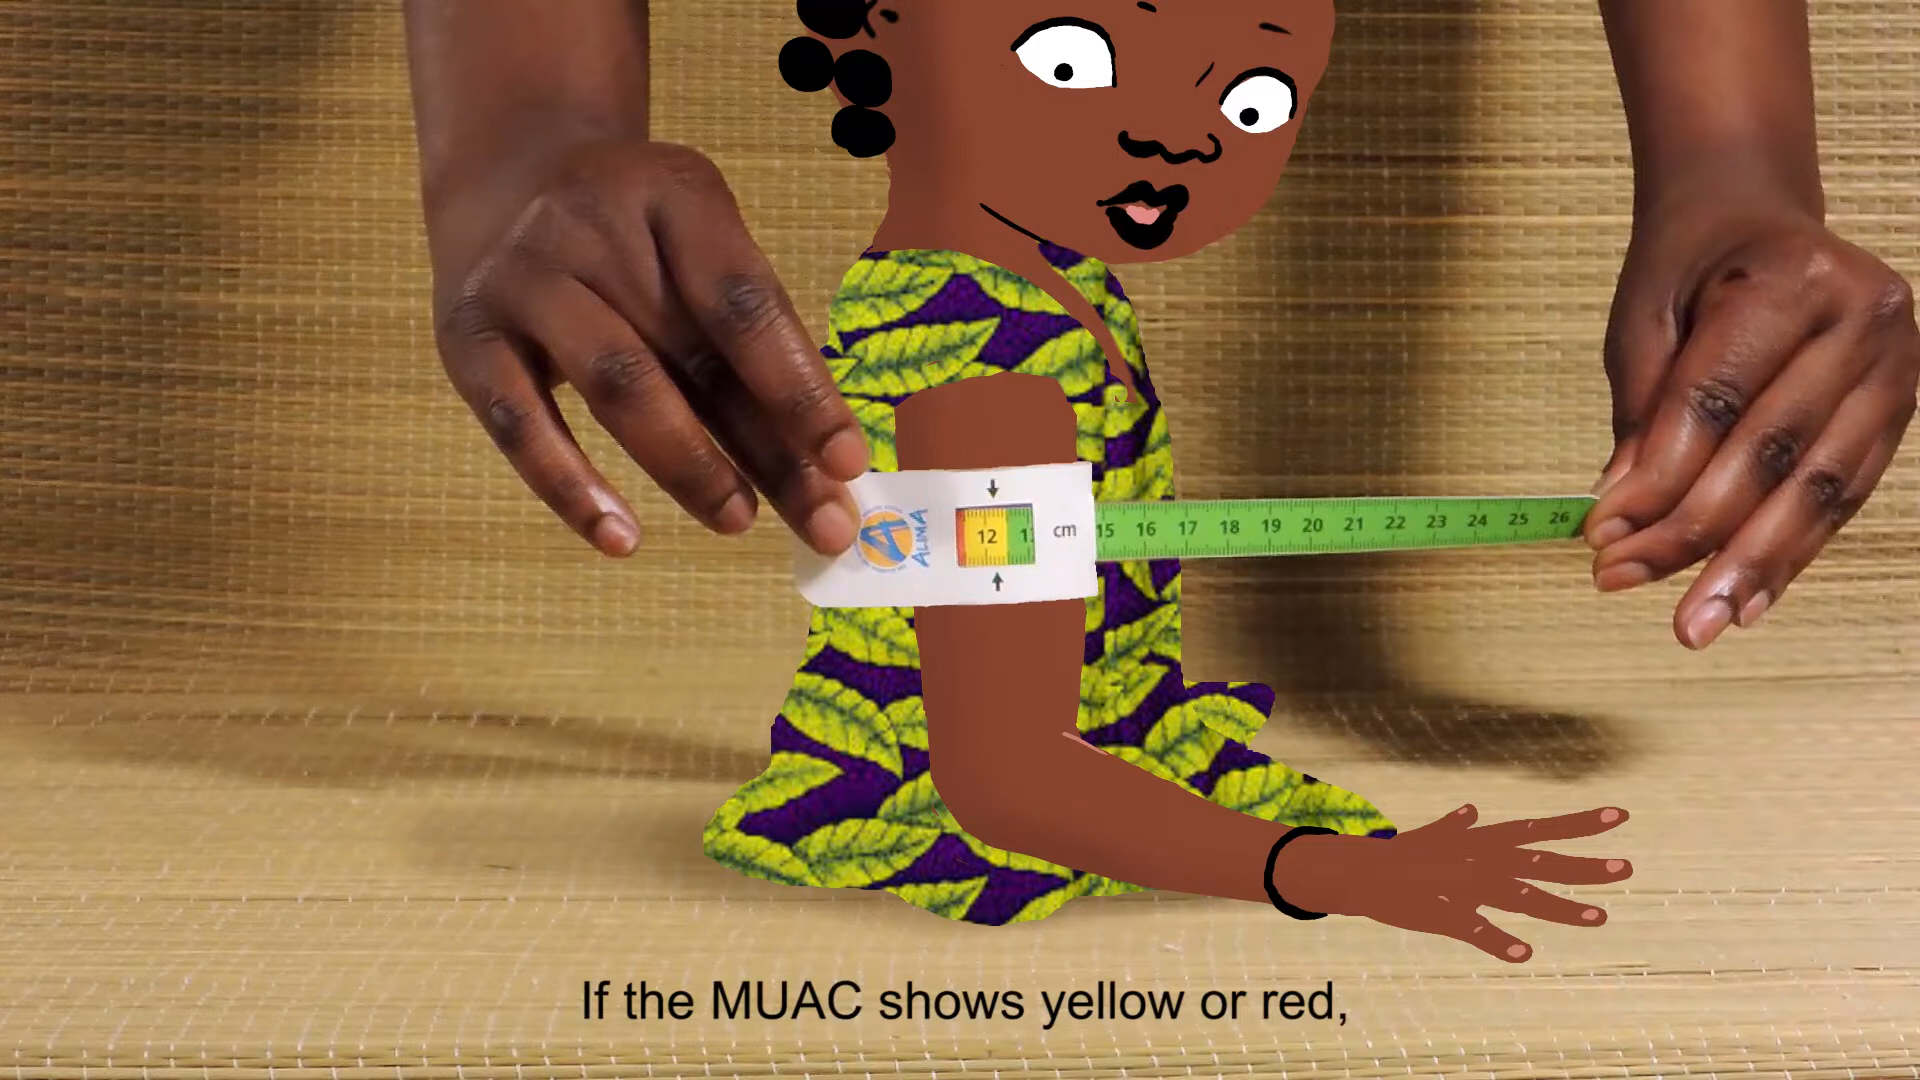 12 1
cm
15 16 17 18 19 20 21 22 23 24 25 26
ALIMA
If the MUAC shows yellow or red,